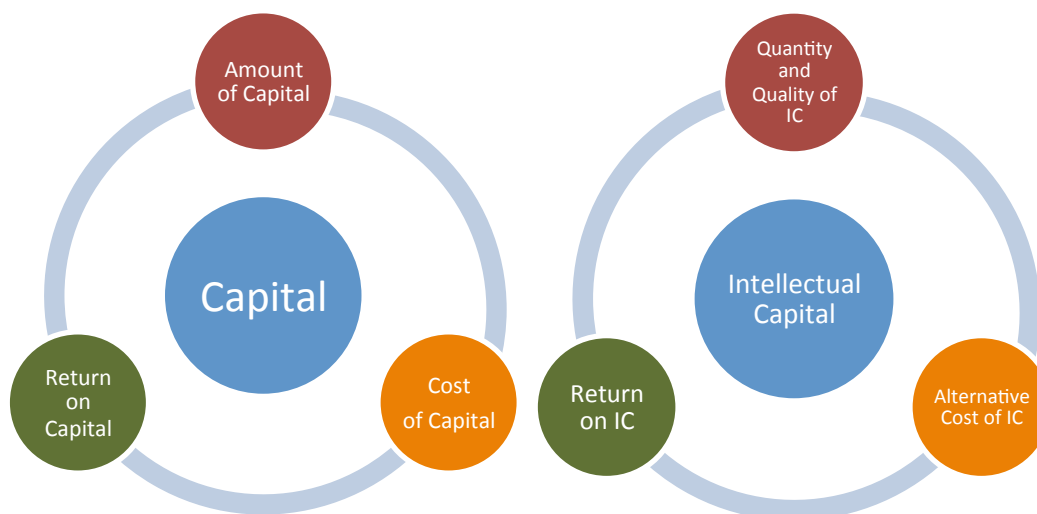 Amount
of Capital
Capital
Return
on
Capital
Cost
of Capital
Quantity
and
Quality of
IC
Intellectual
Capital
Return
on IC
Alternative
Cost of IC